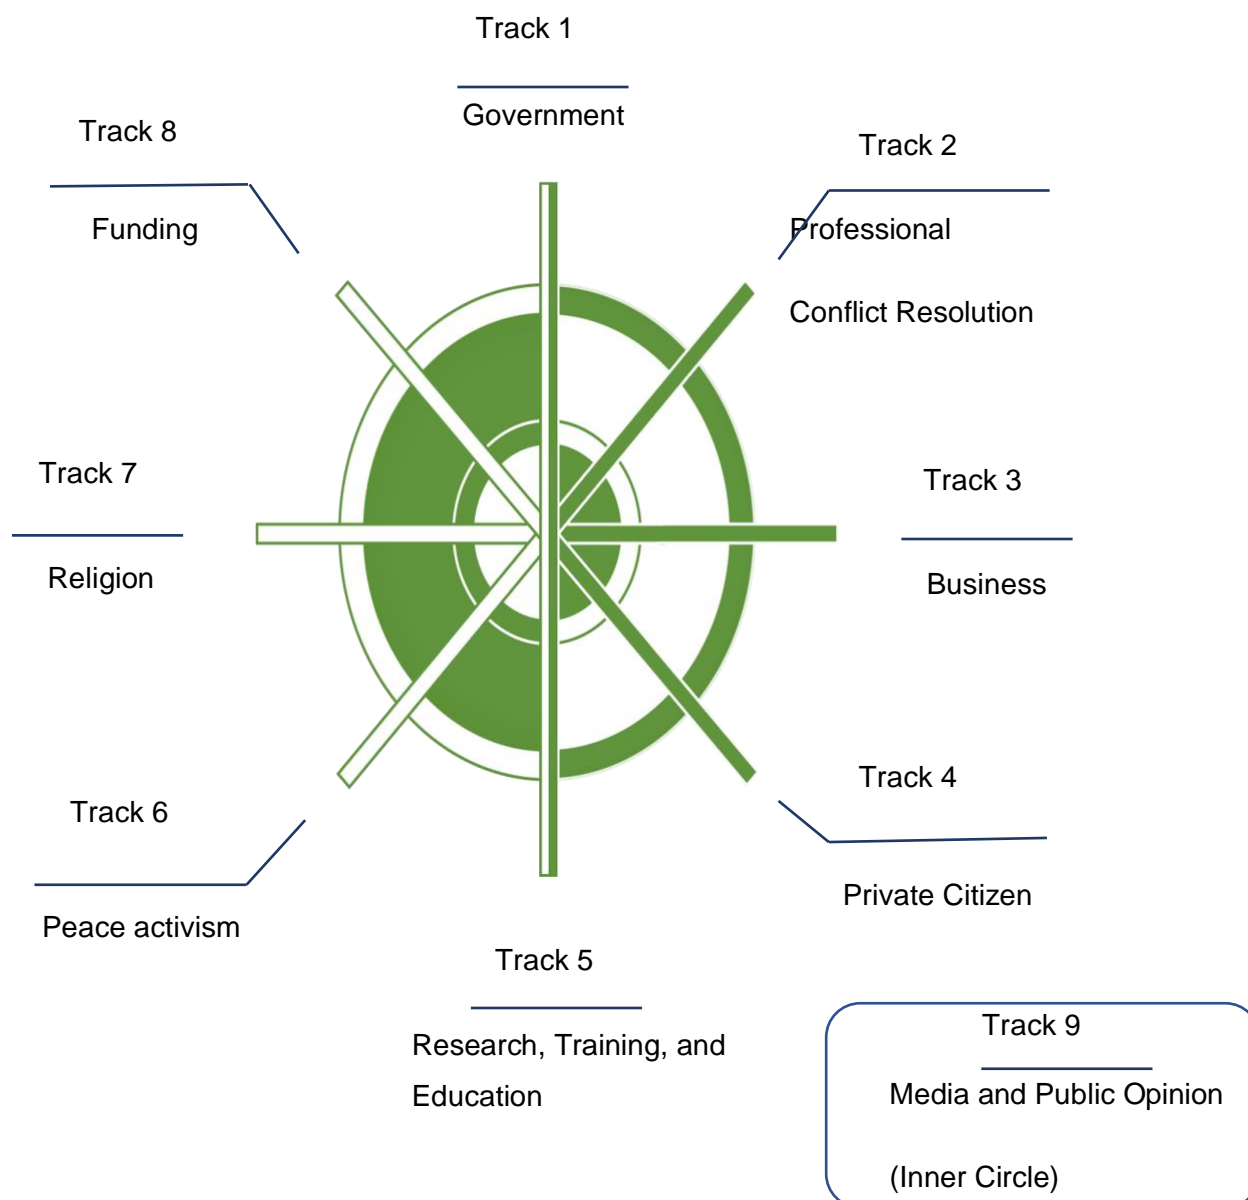 Track 1
Government
Track 8
Funding
Track 2
Professional
Conflict Resolution
Track 7
Religion
Track 3
Business
Track 6
Peace activism
Track 4
Private Citizen
Track 5
Research, Training, and
Education
Track 9
Media and Public Opinion
(Inner Circle)